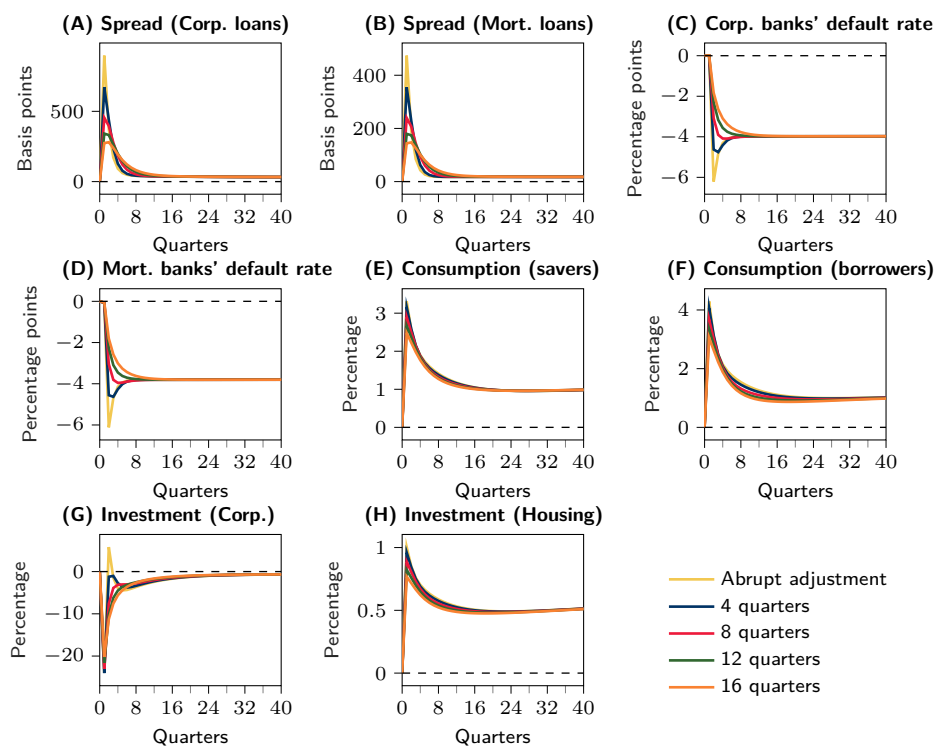 (A) Spread (Corp. loans)
Basis points
500
0
0 8 16 24 32 40
Quarters
(B) Spread (Mort. loans)
Basis points
400
200
0
0 8 16 24 32 40
Quarters
(C) Corp. banks' default rate
Percentage points
0
−2
−4
−6
0 8 16 24 32 40
Quarters
(D) Mort. banks' default rate
Percentage points
0
−2
−4
−6
0 8 16 24 32 40
Quarters
(E) Consumption (savers)
Percentage
3
2
1
0
0 8 16 24 32 40
Quarters
(F) Consumption (borrowers)
Percentage
4
2
0
0 8 16 24 32 40
Quarters
(G) Investment (Corp.)
Percentage
0
−10
−20
0 8 16 24 32 40
Quarters
(H) Investment (Housing)
Percentage
1
0.5
0
0 8 16 24 32 40
Quarters
Abrupt adjustment
4 quarters
8 quarters
12 quarters
16 quarters